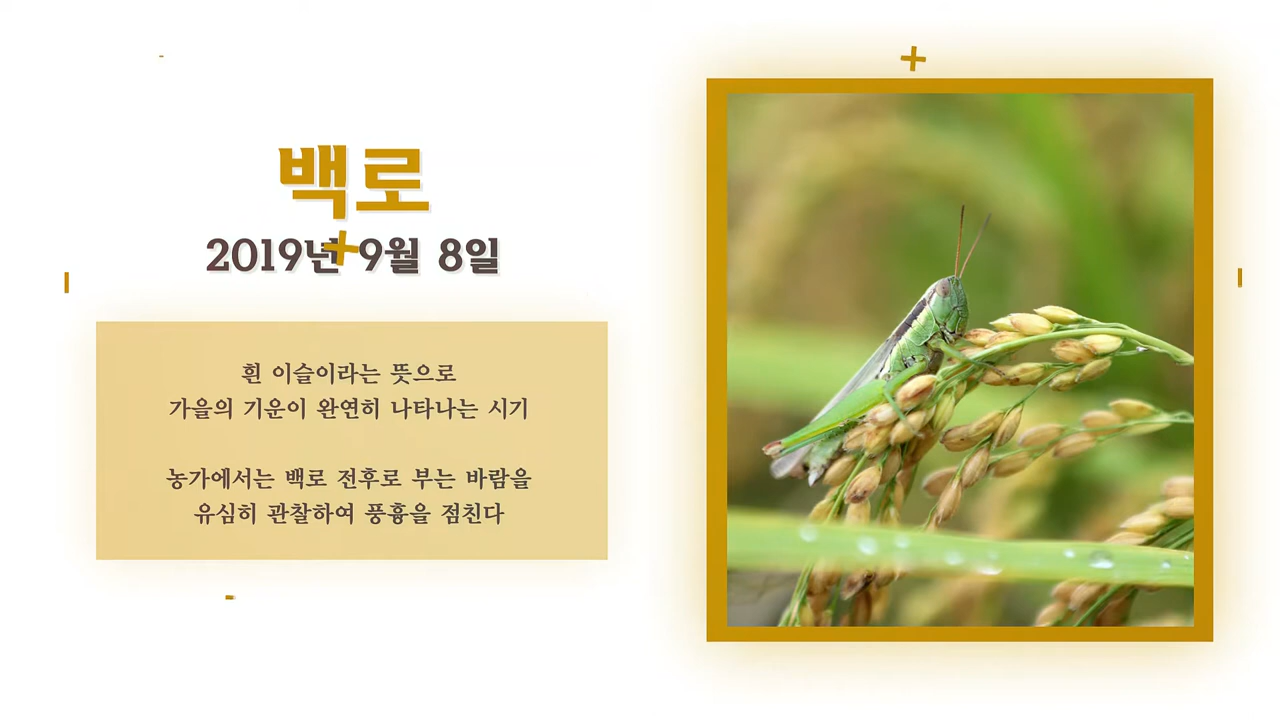 백로
2019년 9월 8일
흰 이슬이라는 뜻으로
가을의 기운이 완연히 나타나는 시기
농가에서는 백로 전후로 부는 바람을
유심히 관찰하여 풍흉을 점친다